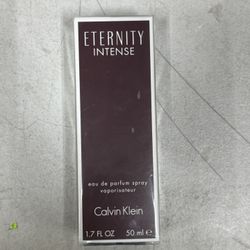 ETERNITY
INTENSE
eau de parfum spray
vaporisateur
Calvin Klein
1.7 FL OZ 50 ml e